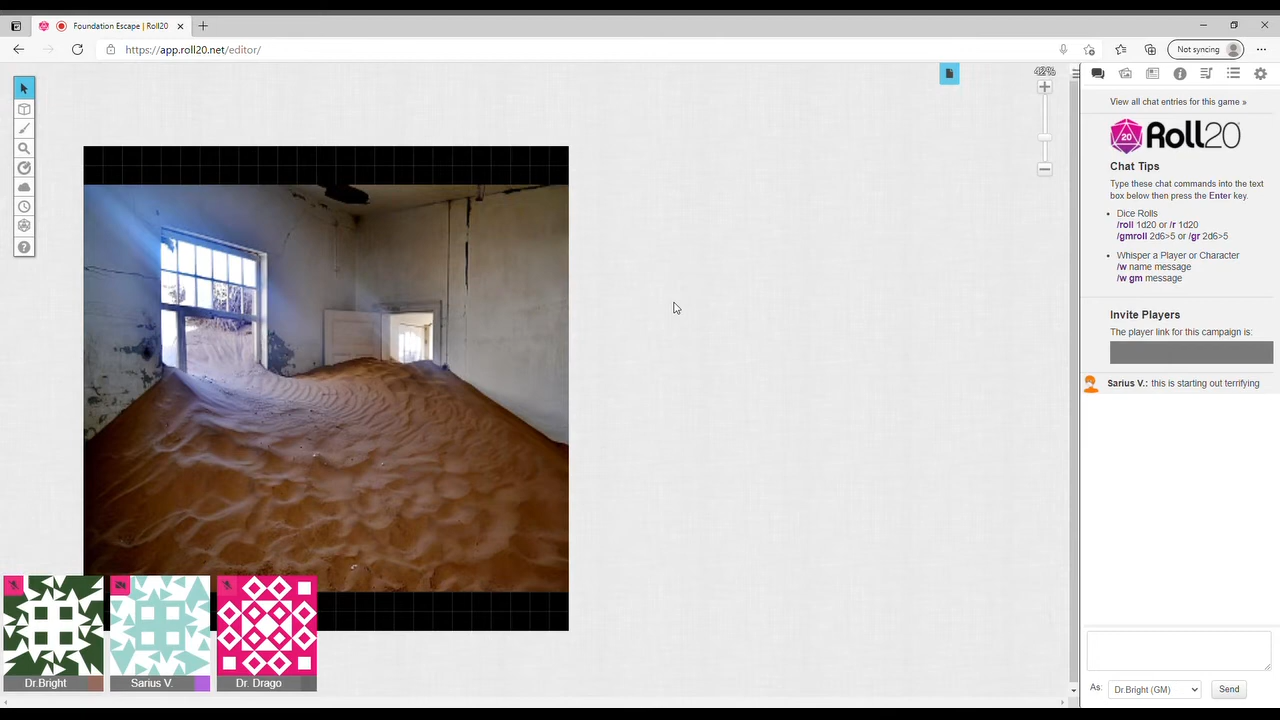 Foundation Escape | Roll20
https://app.roll20.net/editor/
Not syncing
42%
View all chat entries for this game »
20
Roll20
Chat Tips
Type these chat commands into the text
box below then press the Enter key.
Dice Rolls
/roll 1d20 or /r 1d20
/gmroll 2d6>5 or /gr 2d6>5
Whisper a Player or Character
/w name message
/w gm message
Invite Players
The player link for this campaign is:
Sarius V.: this is starting out terrifying
Dr.Bright
Sarius V.
Dr. Drago
As:
Dr.Bright (GM)
Send